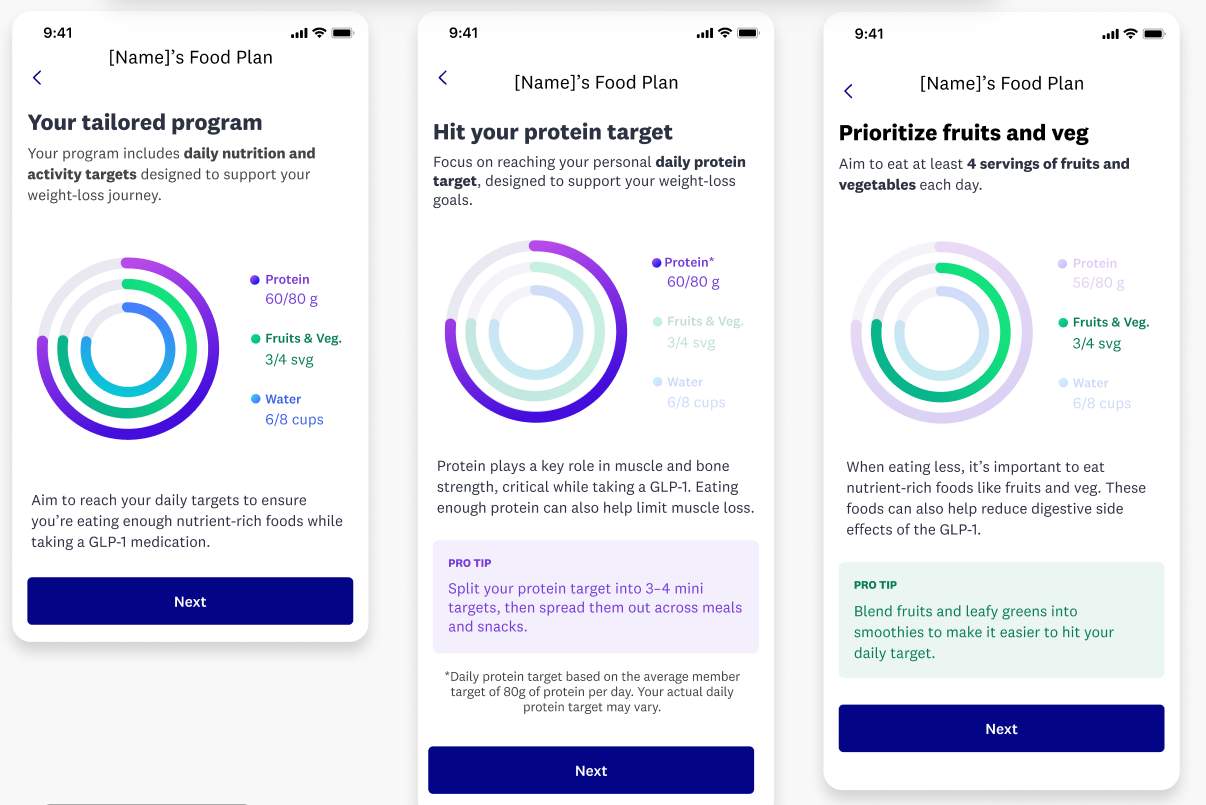 9:41
[Name]’s Food Plan
Your tailored program
Your program includes daily nutrition and
activity targets designed to support your
weight-loss journey.
Protein
60/80 g
Fruits & Veg.
3/4 svg
Water
6/8 cups
Aim to reach your daily targets to ensure
you’re eating enough nutrient-rich foods while
taking a GLP-1 medication.
Next
9:41
[Name]’s Food Plan
Hit your protein target
Focus on reaching your personal daily protein
target, designed to support your weight-loss
goals.
Protein*
60/80 g
Fruits & Veg.
3/4 svg
Water
6/8 cups
Protein plays a key role in muscle and bone
strength, critical while taking a GLP-1. Eating
enough protein can also help limit muscle loss.
PRO TIP
Split your protein target into 3–4 mini
targets, then spread them out across meals
and snacks.
*Daily protein target based on the average member
target of 80g of protein per day. Your actual daily
protein target may vary.
Next
9:41
[Name]’s Food Plan
Prioritize fruits and veg
Aim to eat at least 4 servings of fruits and
vegetables each day.
Protein
56/80 g
Fruits & Veg.
3/4 svg
Water
6/8 cups
When eating less, it’s important to eat
nutrient-rich foods like fruits and veg. These
foods can also help reduce digestive side
effects of the GLP-1.
PRO TIP
Blend fruits and leafy greens into
smoothies to make it easier to hit your
daily target.
Next